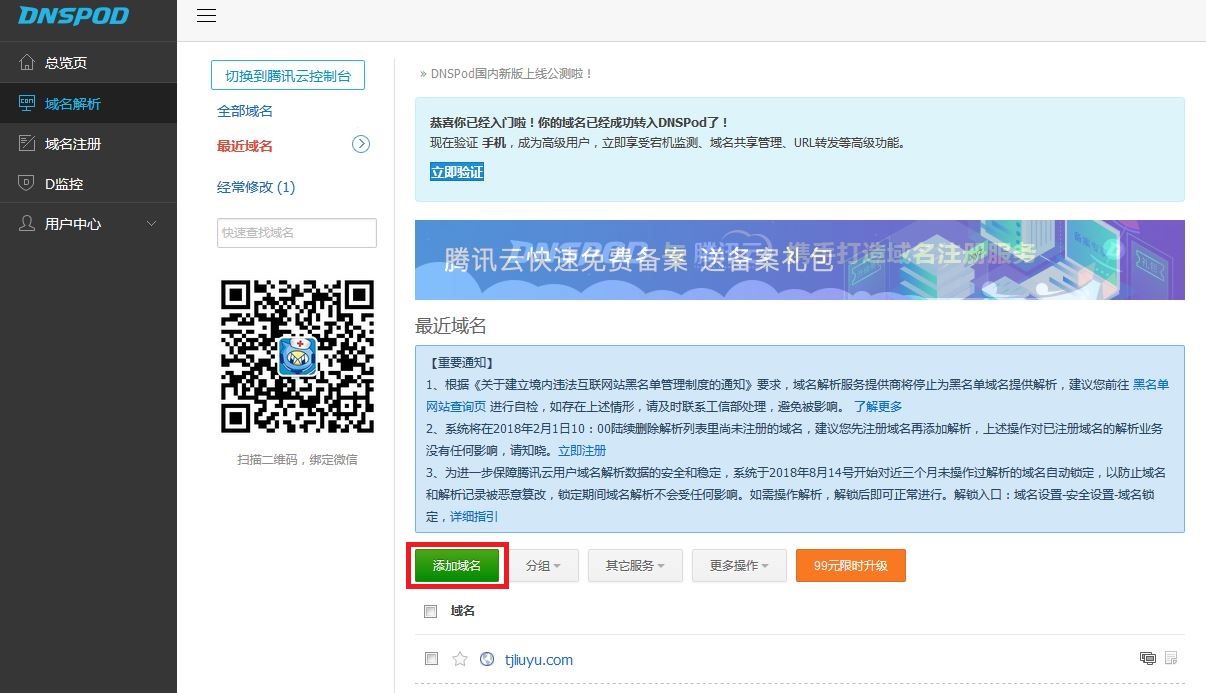 DNSPOD
总览页
域名解析
域名注册
D监控
用户中心
切换到腾讯云控制台
全部域名
最近域名
经常修改 (1)
快速查找域名
扫描二维码，绑定微信
» DNSPod国内新版上线公测啦！
恭喜你已经入门啦！你的域名已经成功转入DNSPod了！
现在验证 手机，成为高级用户，立即享受宕机监测、域名共享管理、URL转发等高级功能。
立即验证
腾讯云快速免费备案 送备案礼包
DNSPOD 与 腾讯云 携手打造域名注册服务
最近域名
【重要通知】
1、根据《关于建立境内违法互联网站黑名单管理制度的通知》要求，域名解析服务提供商将停止为黑名单域名提供解析，建议您前往 黑名单
网站查询页 进行自检，如存在上述情形，请及时联系工信部处理，避免被影响。 了解更多
2、系统将在2018年2月1日10：00陆续删除解析列表里尚未注册的域名，建议您先注册域名再添加解析，上述操作对已注册域名的解析业务
没有任何影响，请知晓。立即注册
3、为进一步保障腾讯云用户域名解析数据的安全和稳定，系统于2018年8月14号开始对近三个月未操作过解析的域名自动锁定，以防止域名
和解析记录被恶意篡改，锁定期间域名解析不会受任何影响。如需操作解析，解锁后即可正常进行。解锁入口：域名设置-安全设置-域名锁
定，详细指引
添加域名
分组
其它服务
更多操作
99元限时升级
域名
tjliuyu.com